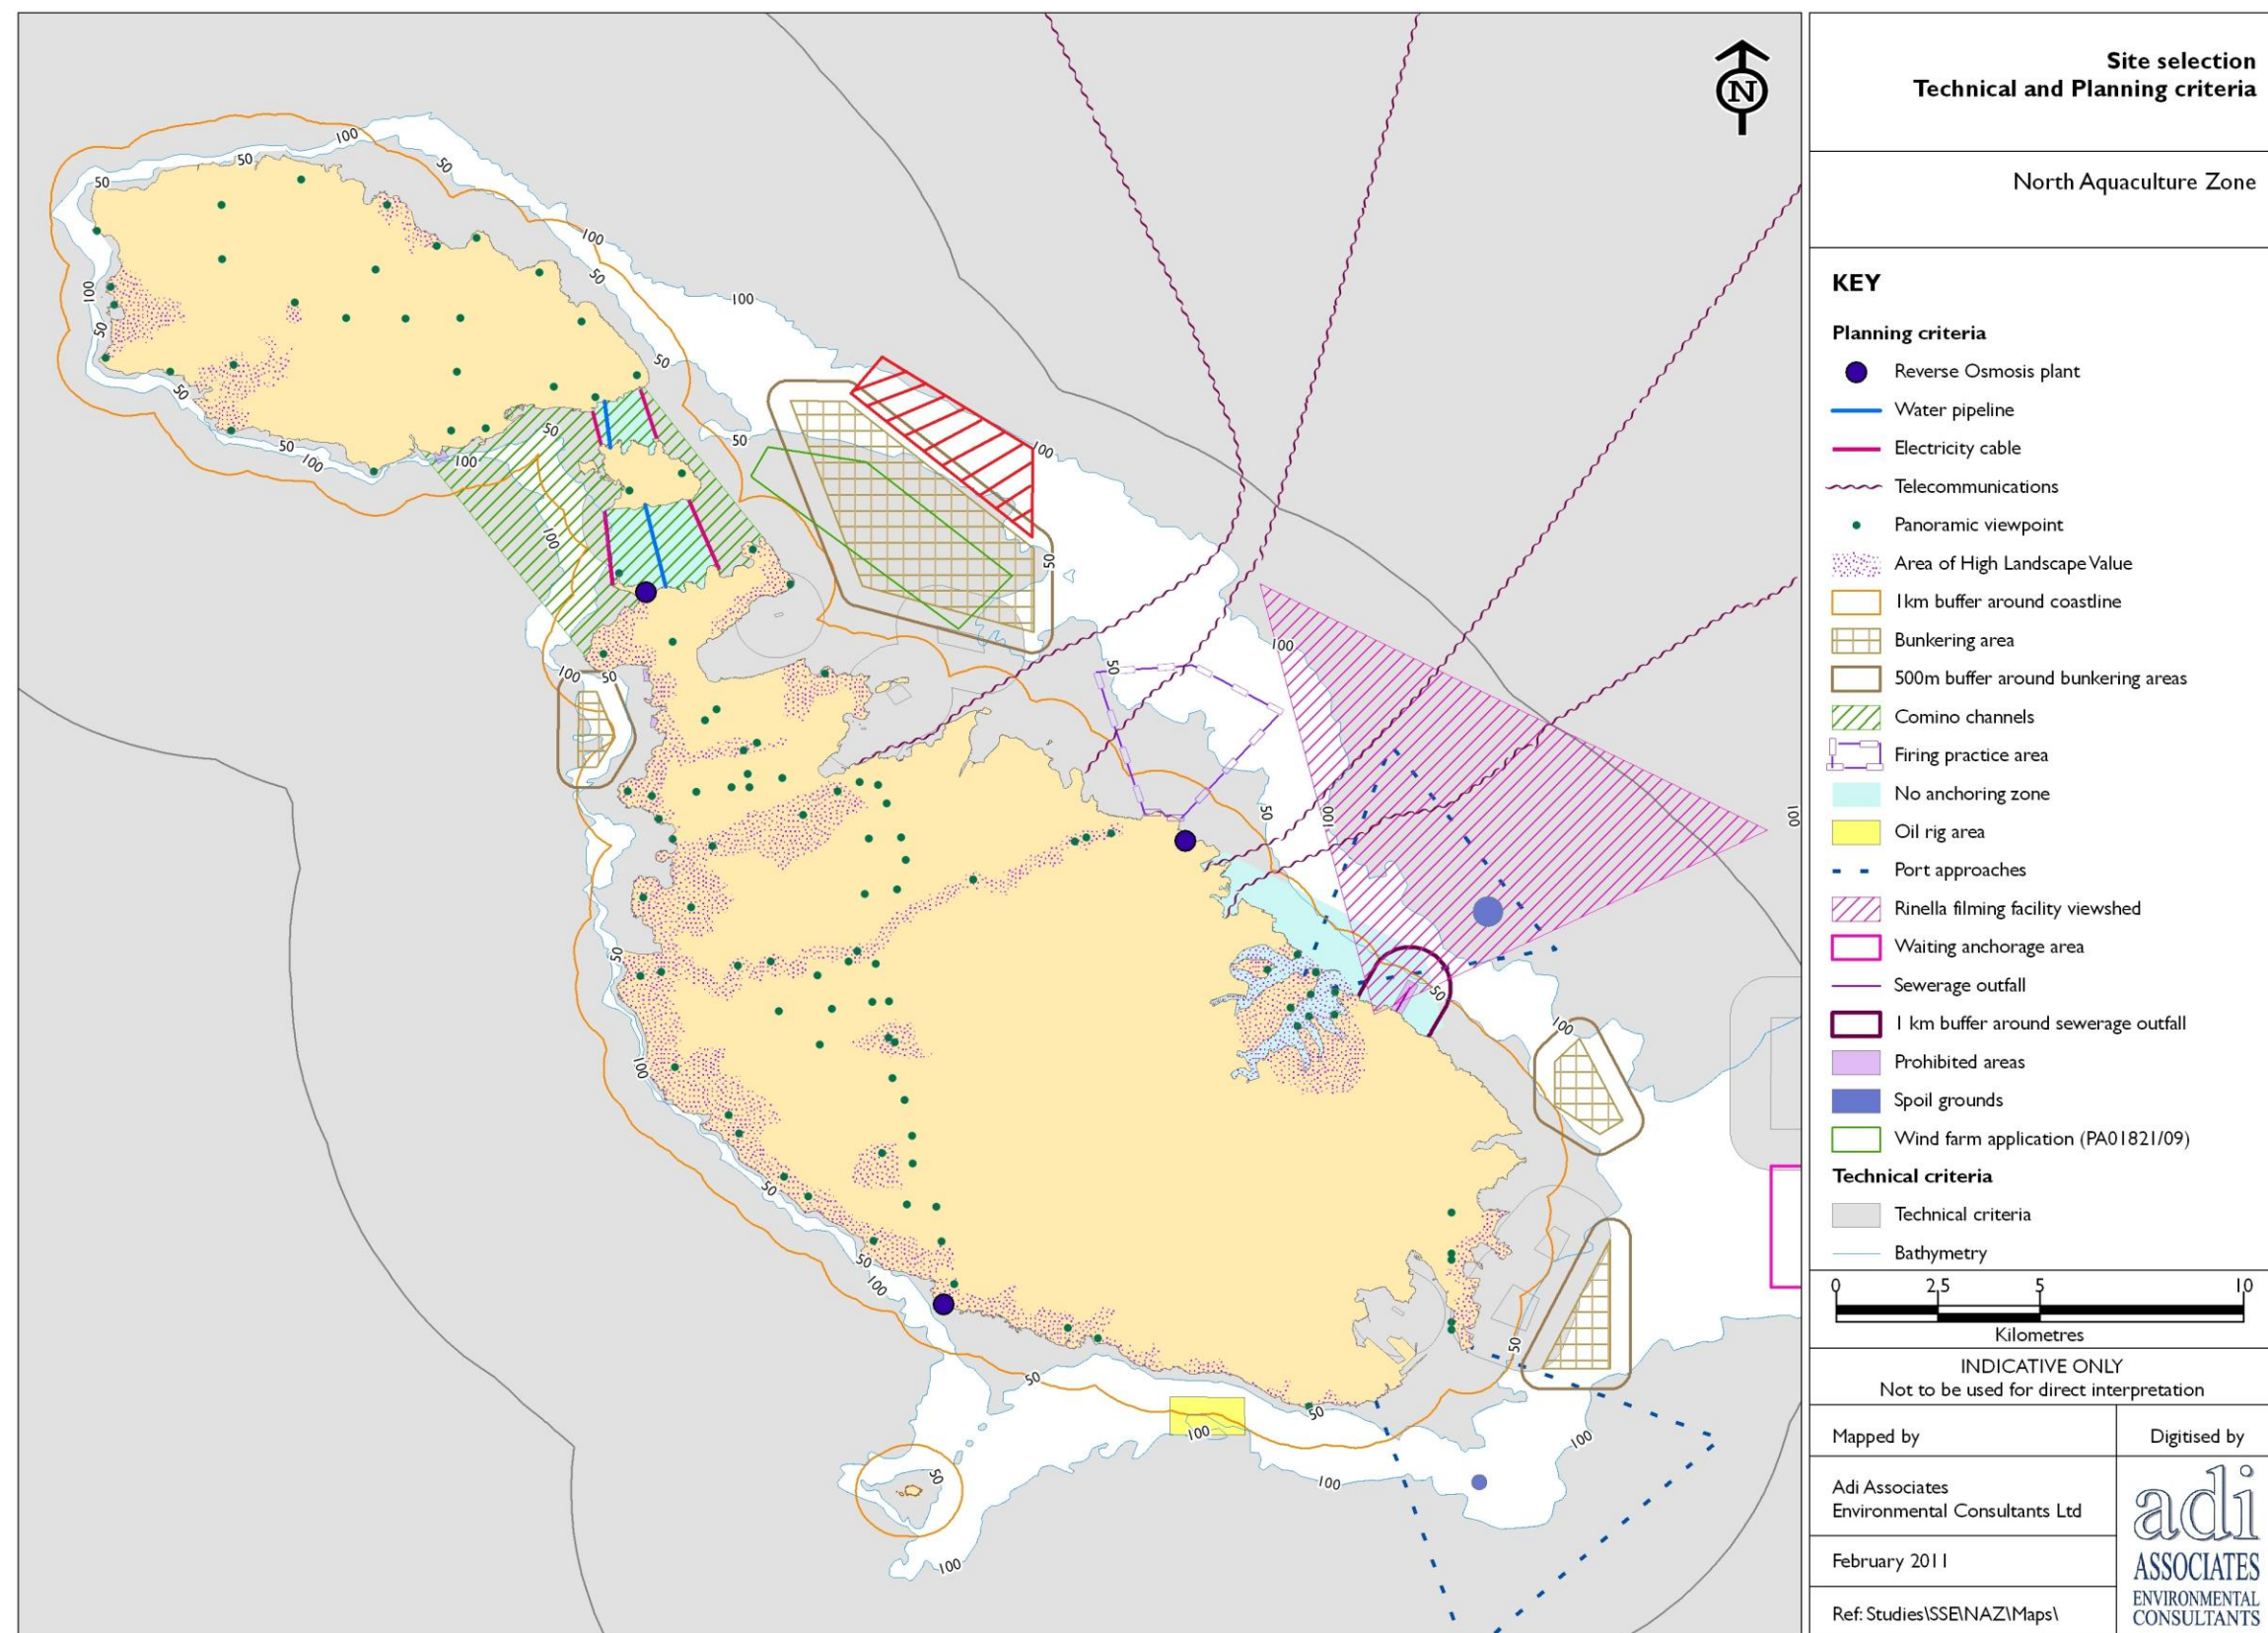 Site selection
Technical and Planning criteria
North Aquaculture Zone
KEY
Planning criteria
Reverse Osmosis plant
Water pipeline
Electricity cable
Telecommunications
Panoramic viewpoint
Area of High Landscape Value
1km buffer around coastline
Bunkering area
500m buffer around bunkering areas
Comino channels
Firing practice area
No anchoring zone
Oil rig area
Port approaches
Rinella filming facility viewshed
Waiting anchorage area
Sewerage outfall
1 km buffer around sewerage outfall
Prohibited areas
Spoil grounds
Wind farm application (PA01821/09)
Technical criteria
Technical criteria
Bathymetry
0 2.5 5 10
Kilometres
INDICATIVE ONLY
Not to be used for direct interpretation
Mapped by
Digitised by
Adi Associates
Environmental Consultants Ltd
February 2011
Ref: Studies\SSE\NAZ\Maps\
adi
ASSOCIATES
ENVIRONMENTAL
CONSULTANTS
N
100
50
50
50
100
50
100
50
100
50
50
50
100
50
100
50
100
50
100
100
50
50
100
100
50
50
100
100
50
100
50
100
50
50
100
50
100
50
50
100
100
50
100
100